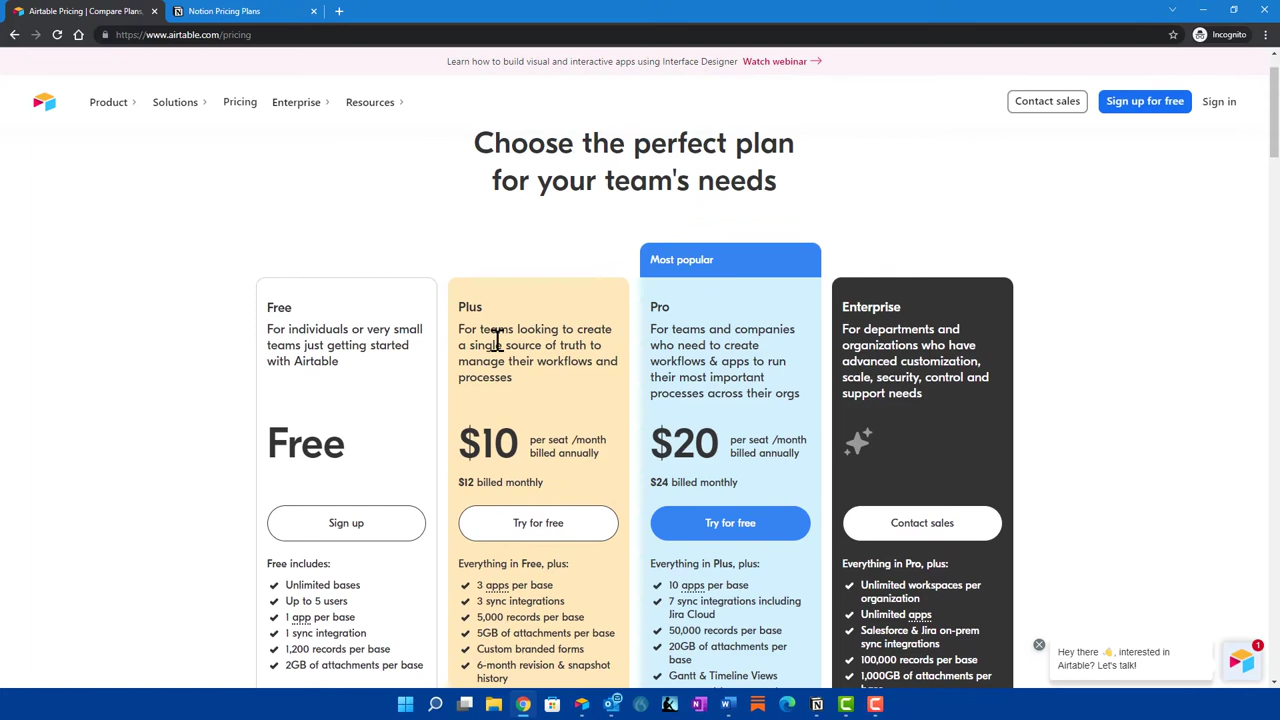 Airtable Pricing | Compare Plans,
Notion Pricing Plans
https://www.airtable.com/pricing
Incognito
Learn how to build visual and interactive apps using Interface Designer Watch webinar →
Product
Solutions
Pricing
Enterprise
Resources
Contact sales
Sign up for free
Sign in
Choose the perfect plan
for your team's needs
Free
For individuals or very small
teams just getting started
with Airtable
Free
Sign up
Free includes:
Unlimited bases
Up to 5 users
1 app per base
1 sync integration
1,200 records per base
2GB of attachments per base
Plus
For teams looking to create
a single source of truth to
manage their workflows and
processes
$10 per seat /month
billed annually
$12 billed monthly
Try for free
Everything in Free, plus:
3 apps per base
3 sync integrations
5,000 records per base
5GB of attachments per base
Custom branded forms
6-month revision & snapshot
history
Most popular
Pro
For teams and companies
who need to create
workflows & apps to run
their most important
processes across their orgs
$20 per seat /month
billed annually
$24 billed monthly
Try for free
Everything in Plus, plus:
10 apps per base
7 sync integrations including
Jira Cloud
50,000 records per base
20GB of attachments per
base
Gantt & Timeline Views
Enterprise
For departments and
organizations who have
advanced customization,
scale, security, control and
support needs
Contact sales
Everything in Pro, plus:
Unlimited workspaces per
organization
Unlimited apps
Salesforce & Jira on-prem
sync integrations
100,000 records per base
1,000GB of attachments per
Hey there 👋, interested in
Airtable? Let's talk!
1